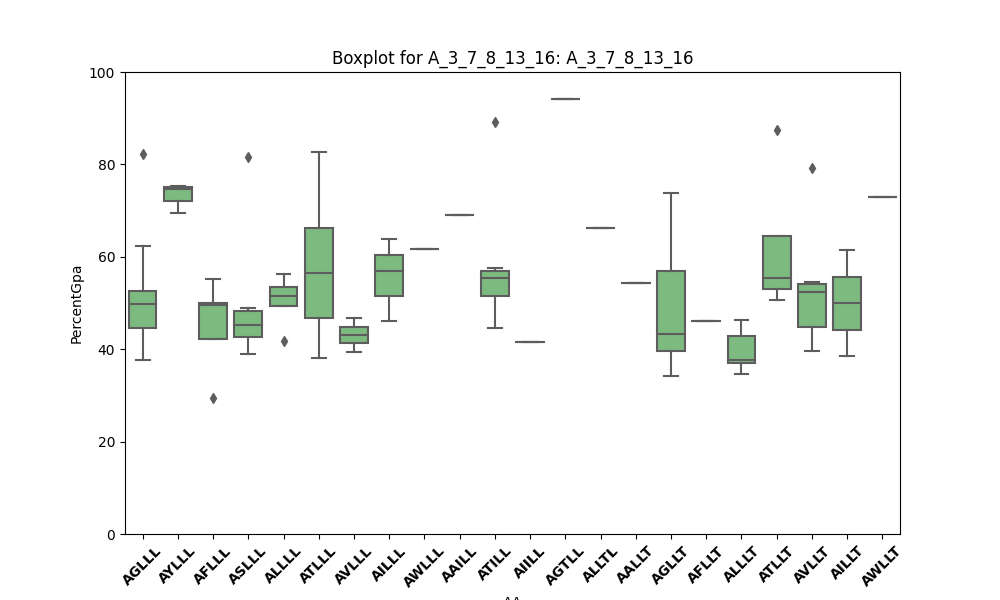 Boxplot for A_3_7_8_13_16: A_3_7_8_13_16
100
80
60
40
20
0
PercentGpa
AGLLL AYLLL AFLLL ASLLL ALLLL ATLLL AVLLL AILLL AWLLL AAILL ATILL AIILL AGTLL ALLTL AALLT AGLLT AFLLT ALLLT ATLLT AVLLT AILLT AWLLT